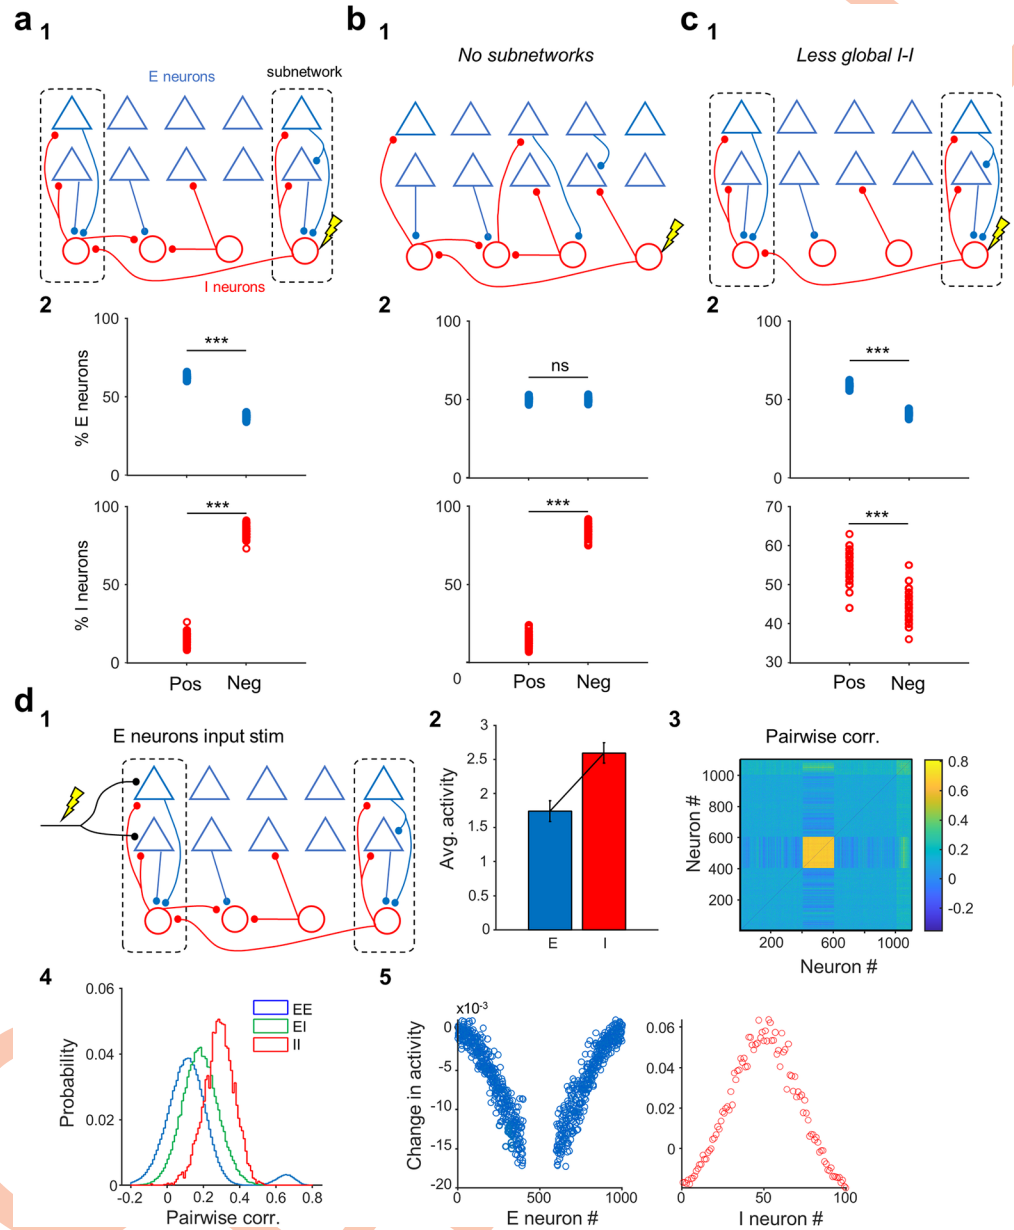 a 1
E neurons
subnetwork
I neurons
2
100
50
0
% E neurons
***
100
50
0
% I neurons
***
Pos
Neg
b 1
No subnetworks
2
100
50
0
ns
100
50
0
***
Pos
Neg
c 1
Less global I-I
2
100
50
0
***
70
60
50
40
30
***
Pos
Neg
d 1
E neurons input stim
2
3
2.5
2
1.5
1
0.5
0
Avg. activity
E
I
3
Pairwise corr.
1000
800
600
400
200
Neuron #
200
600
1000
Neuron #
0.8
0.6
0.4
0.2
0
-0.2
4
0.06
0.04
0.02
0
Probability
EE
EI
II
-0.2
0
0.2
0.4
0.6
0.8
Pairwise corr.
5
x10-3
0
-5
-10
-15
-20
Change in activity
0
500
1000
E neuron #
0.06
0.04
0.02
0
0
50
100
I neuron #